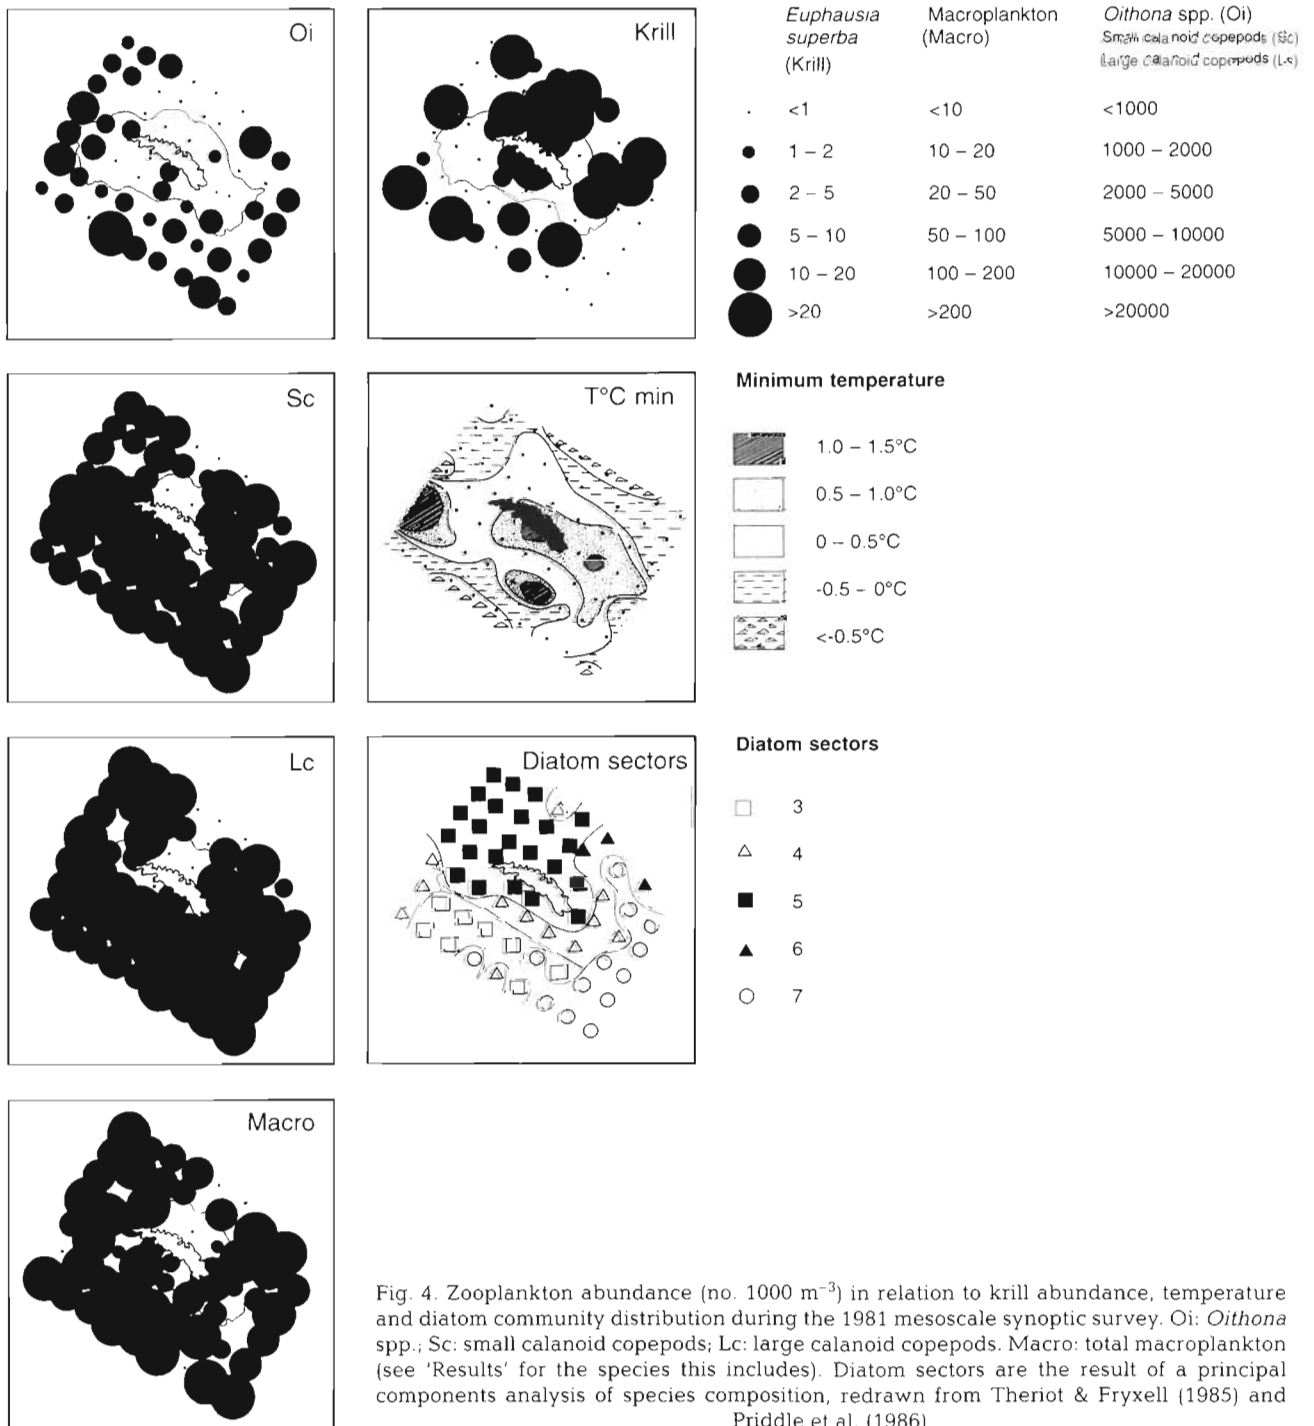 Oi
Krill
Euphausia superba (Krill)
Macroplankton (Macro)
Oithona spp. (Oi)
Small calanoid copepods (Sc)
Large calanoid copepods (Lc)
<1 <10 <1000
1 – 2 10 – 20 1000 – 2000
2 – 5 20 – 50 2000 – 5000
5 – 10 50 – 100 5000 – 10000
10 – 20 100 – 200 10000 – 20000
>20 >200 >20000
Sc
T°C min
Minimum temperature
1.0 – 1.5°C
0.5 – 1.0°C
0 – 0.5°C
-0.5 – 0°C
<-0.5°C
Lc
Diatom sectors
Diatom sectors
3
4
5
6
7
Macro
Fig. 4. Zooplankton abundance (no. 1000 m⁻³) in relation to krill abundance, temperature
and diatom community distribution during the 1981 mesoscale synoptic survey. Oi: Oithona
spp.; Sc: small calanoid copepods; Lc: large calanoid copepods. Macro: total macroplankton
(see 'Results' for the species this includes). Diatom sectors are the result of a principal
components analysis of species composition, redrawn from Theriot & Fryxell (1985) and
Priddle et al. (1986)